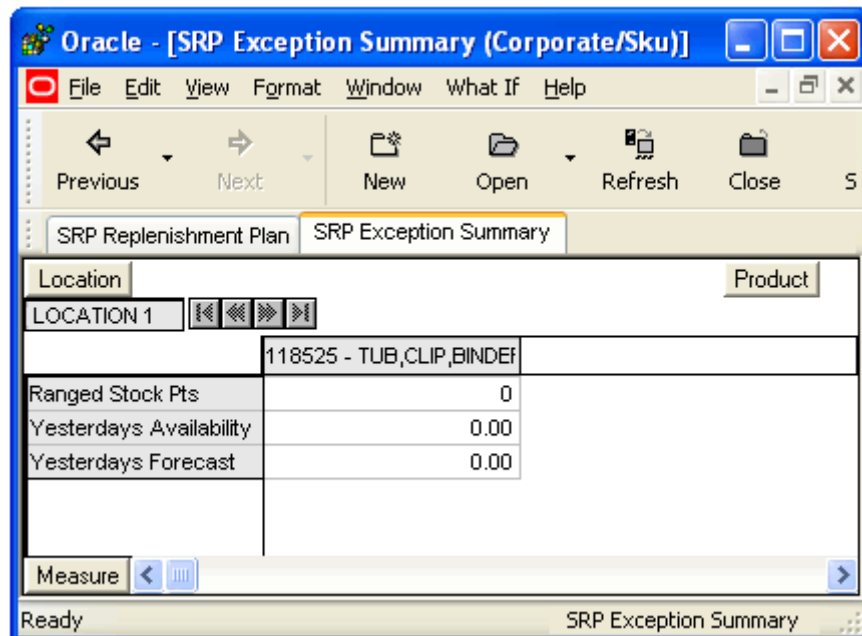 Oracle - [SRP Exception Summary (Corporate/Sku)]
File Edit View Format Window What If Help
Previous Next New Open Refresh Close S
SRP Replenishment Plan SRP Exception Summary
Location Product
LOCATION 1
118525 - TUB,CLIP,BINDEF
Ranged Stock Pts 0
Yesterdays Availability 0.00
Yesterdays Forecast 0.00
Measure
Ready SRP Exception Summary